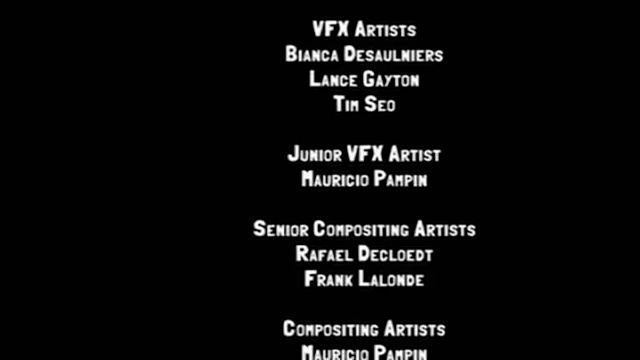 VFX Artists
Bianca Desaulniers
Lance Gayton
Tim Seo
Junior VFX Artist
Mauricio Pampin
Senior Compositing Artists
Rafael Decloedt
Frank Lalonde
Compositing Artists
Mauricio Pampin